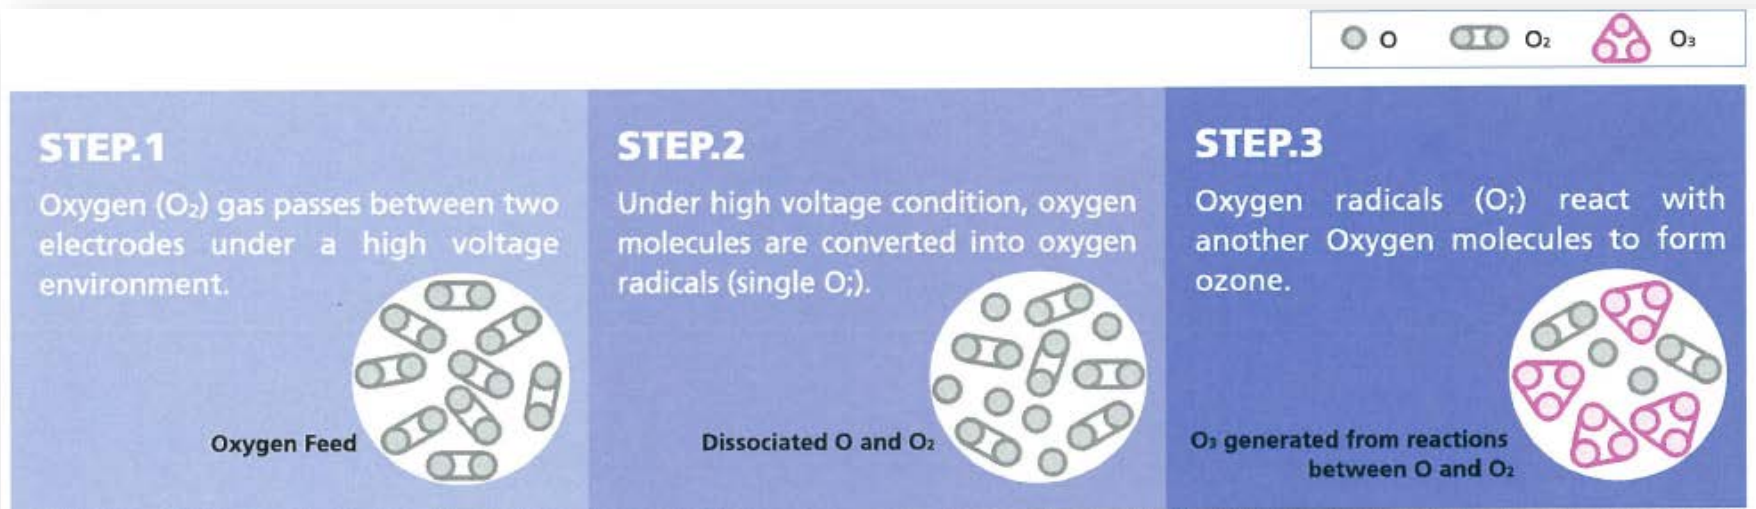 O O₂ O₃
STEP.1
Oxygen (O₂) gas passes between two
electrodes under a high voltage
environment.
Oxygen Feed
STEP.2
Under high voltage condition, oxygen
molecules are converted into oxygen
radicals (single O;).
Dissociated O and O₂
STEP.3
Oxygen radicals (O;) react with
another Oxygen molecules to form
ozone.
O₃ generated from reactions
between O and O₂